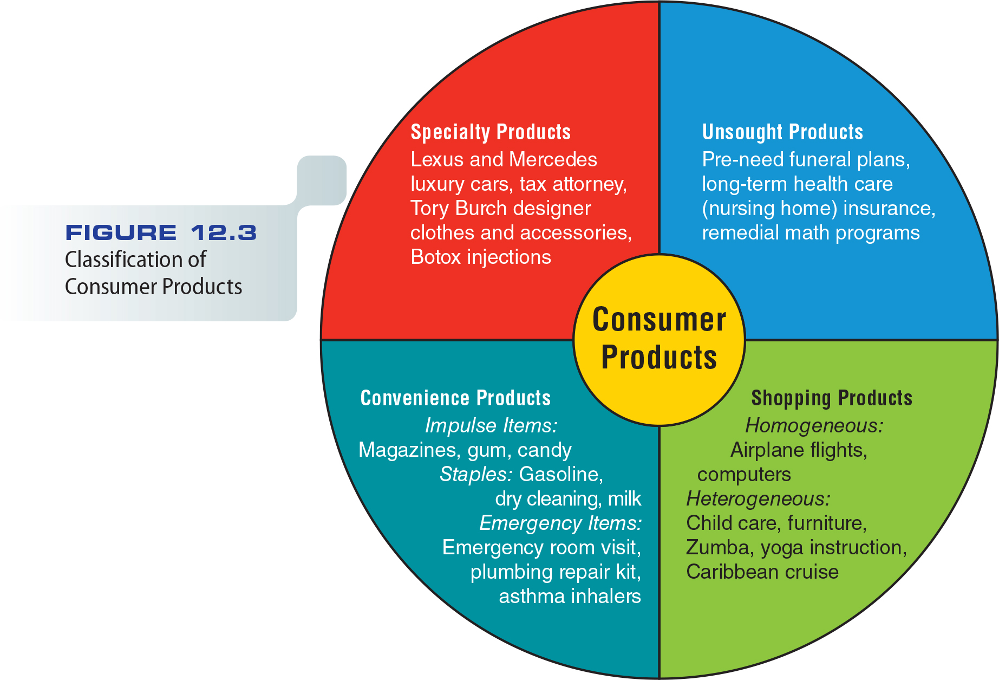 FIGURE 12.3
Classification of
Consumer Products
Specialty Products
Lexus and Mercedes
luxury cars, tax attorney,
Tory Burch designer
clothes and accessories,
Botox injections
Unsought Products
Pre-need funeral plans,
long-term health care
(nursing home) insurance,
remedial math programs
Consumer
Products
Convenience Products
Impulse Items:
Magazines, gum, candy
Staples: Gasoline,
dry cleaning, milk
Emergency Items:
Emergency room visit,
plumbing repair kit,
asthma inhalers
Shopping Products
Homogeneous:
Airplane flights,
computers
Heterogeneous:
Child care, furniture,
Zumba, yoga instruction,
Caribbean cruise